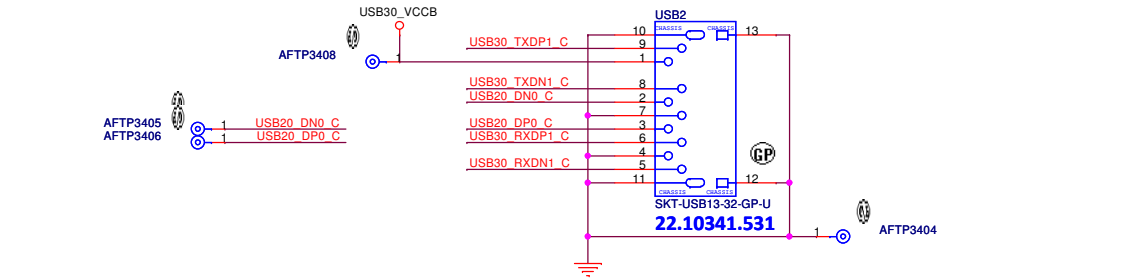 USB30_VCCB
USB2
AFTP3408
1
USB30_TXDP1_C
10
CHASSIS
CHASSIS
13
9
1
USB30_TXDN1_C
8
USB20_DN0_C
2
7
AFTP3405
1
USB20_DN0_C
USB20_DP0_C
3
AFTP3406
1
USB20_DP0_C
USB30_RXDP1_C
6
4
GP
USB30_RXDN1_C
5
11
12
CHASSIS
CHASSIS
SKT-USB13-32-GP-U
22.10341.531
1
AFTP3404